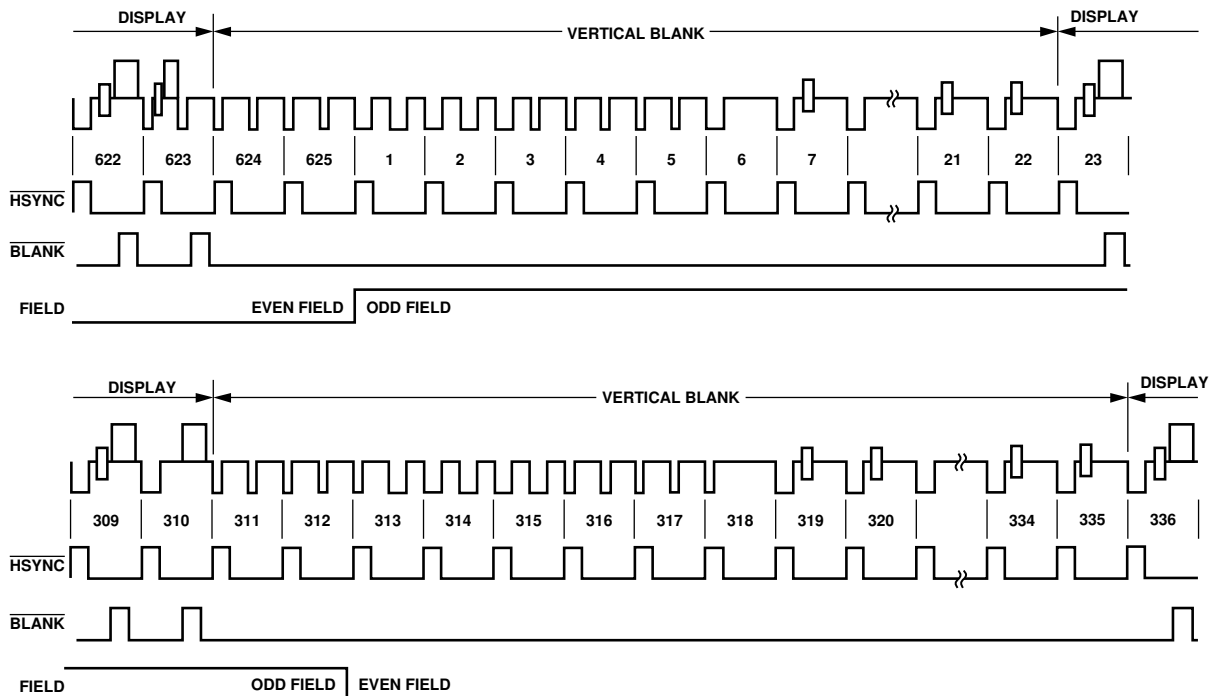 DISPLAY VERTICAL BLANK DISPLAY
622 623 624 625 1 2 3 4 5 6 7 21 22 23
HSYNC
BLANK
FIELD EVEN FIELD ODD FIELD
DISPLAY VERTICAL BLANK DISPLAY
309 310 311 312 313 314 315 316 317 318 319 320 334 335 336
HSYNC
BLANK
FIELD ODD FIELD EVEN FIELD